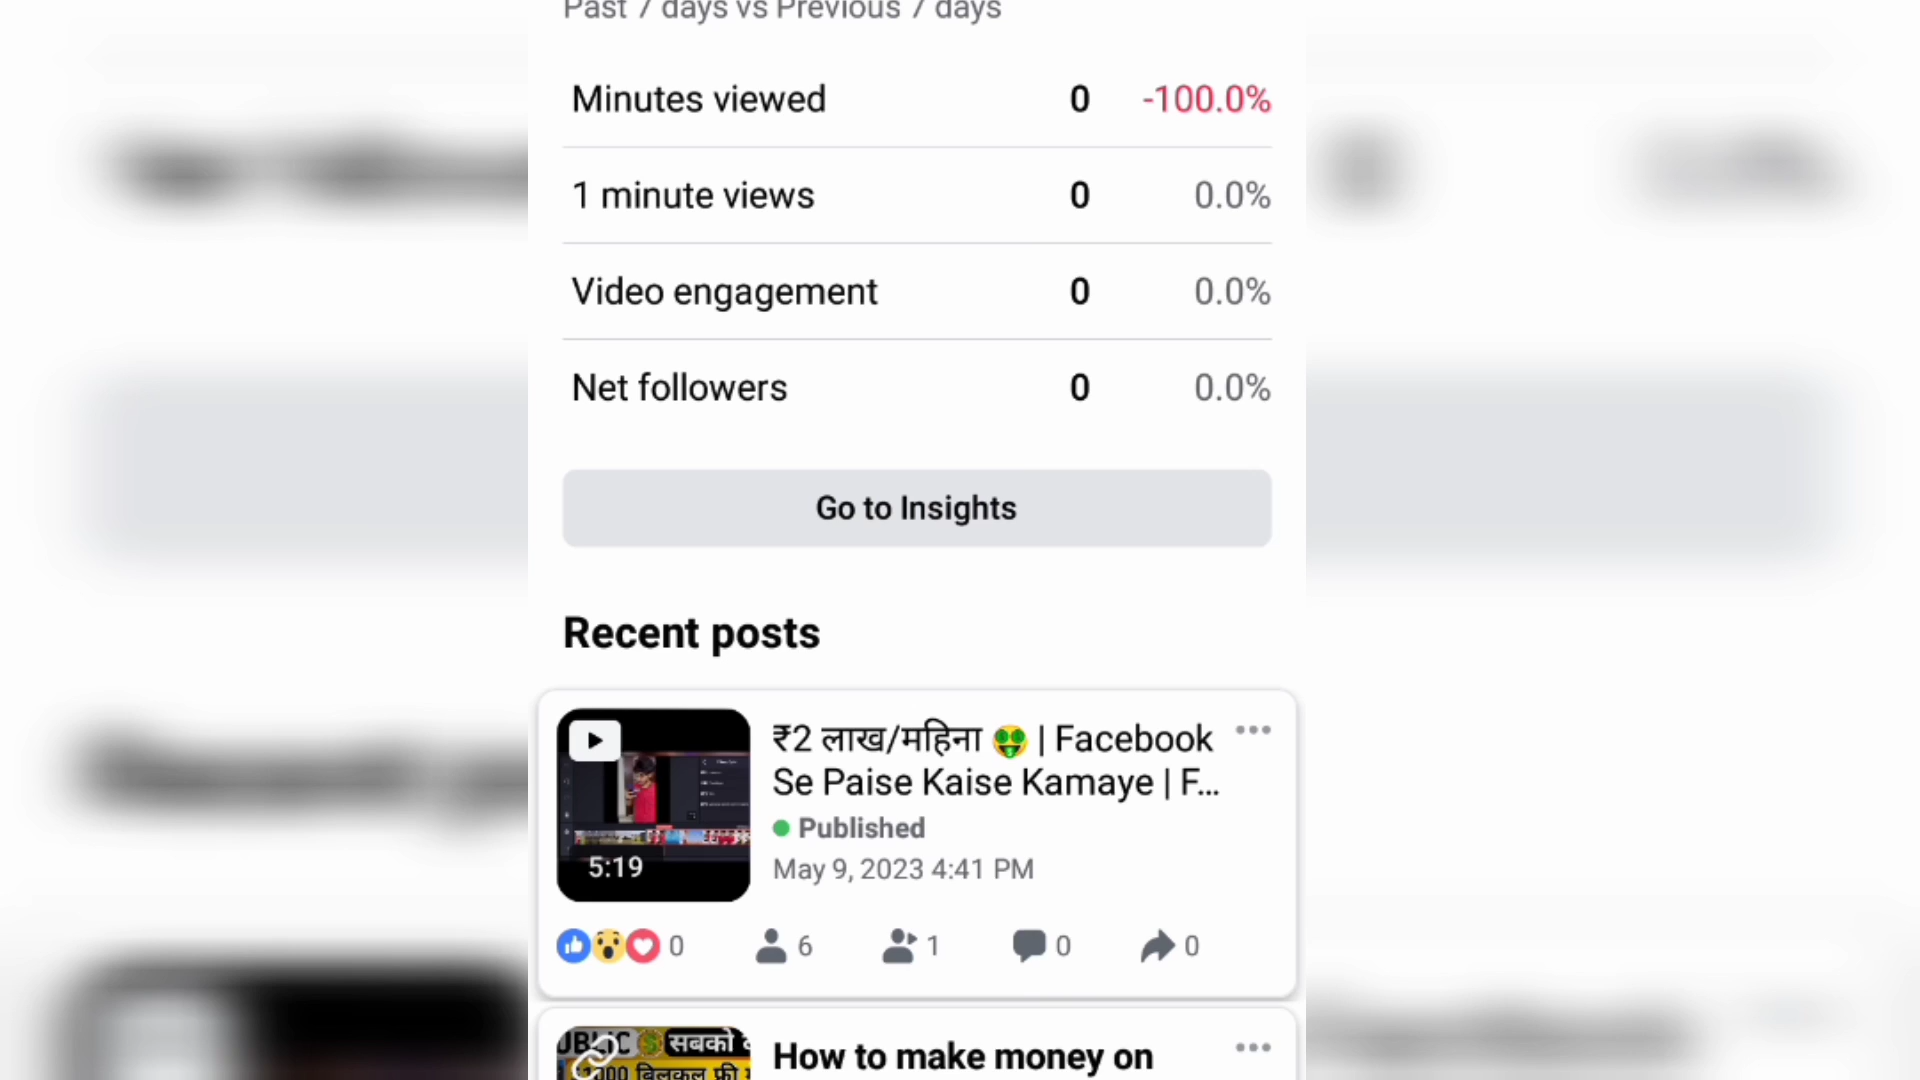 Past 7 days vs Previous 7 days
Minutes viewed 0 -100.0%
1 minute views 0 0.0%
Video engagement 0 0.0%
Net followers 0 0.0%
Go to Insights
Recent posts
₹2 लाख/महिना 🤑 | Facebook
Se Paise Kaise Kamaye | F...
Published
5:19
May 9, 2023 4:41 PM
0 6 1 0 0
सबको
How to make money on
बिलकुल फ्री